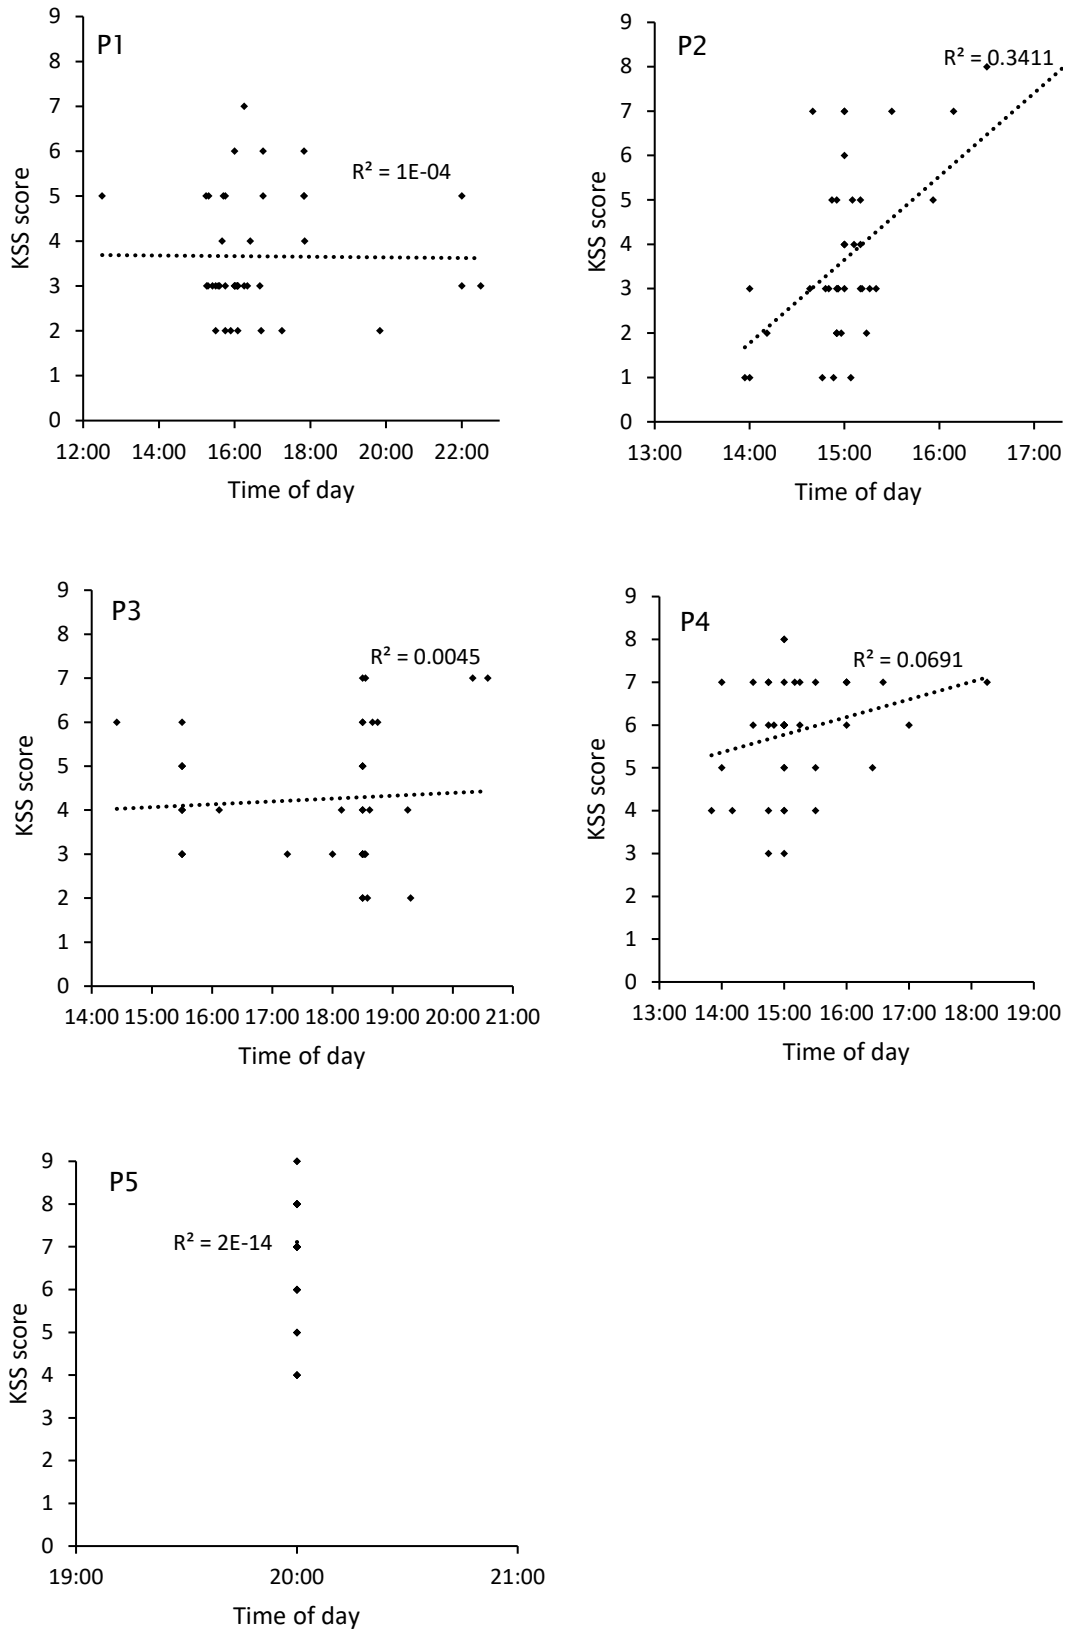 P1
KSS score
9
8
7
6
5
4
3
2
1
0
R² = 1E-04
12:00 14:00 16:00 18:00 20:00 22:00
Time of day
P2
KSS score
9
8
7
6
5
4
3
2
1
0
R² = 0.3411
13:00 14:00 15:00 16:00 17:00
Time of day
P3
KSS score
9
8
7
6
5
4
3
2
1
0
R² = 0.0045
14:00 15:00 16:00 17:00 18:00 19:00 20:00 21:00
Time of day
P4
KSS score
9
8
7
6
5
4
3
2
1
0
R² = 0.0691
13:00 14:00 15:00 16:00 17:00 18:00 19:00
Time of day
P5
KSS score
9
8
7
6
5
4
3
2
1
0
R² = 2E-14
19:00 20:00 21:00
Time of day